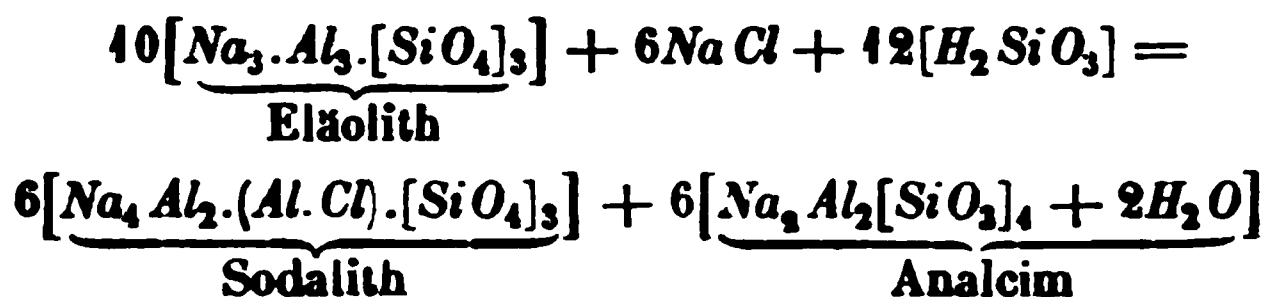 10[Na₃.Al₃.[SiO₄]₃] + 6NaCl + 12[H₂SiO₃] =
Eläolith
6[Na₄Al₂.(Al.Cl).[SiO₄]₃] + 6[Na₂Al₂[SiO₃]₄ + 2H₂O]
Sodalith Analcim